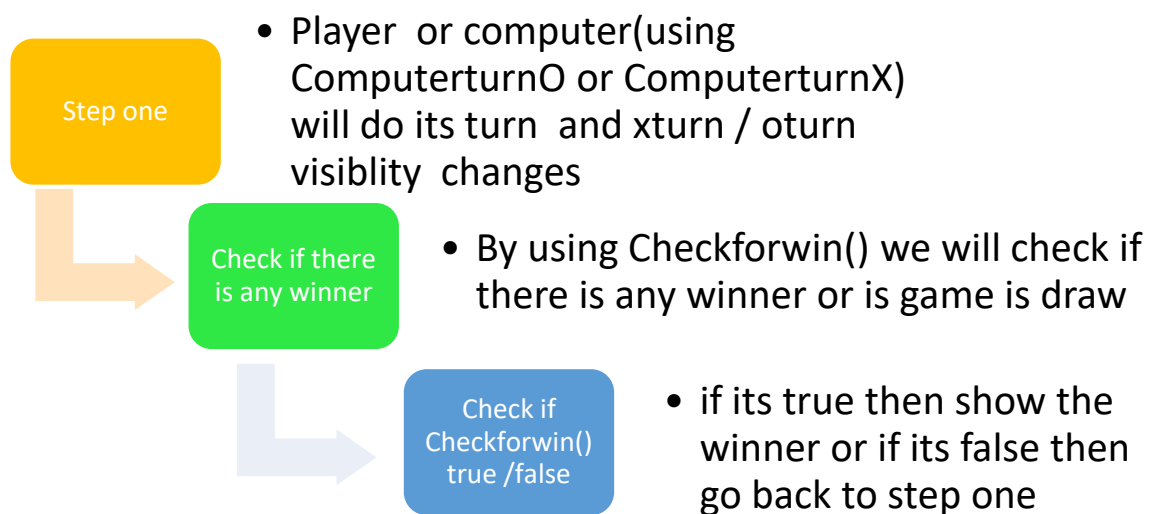 Step one
• Player or computer(using
ComputerturnO or ComputerturnX)
will do its turn and xturn / oturn
visiblity changes
Check if there
is any winner
• By using Checkforwin() we will check if
there is any winner or is game is draw
Check if
Checkforwin()
true /false
• if its true then show the
winner or if its false then
go back to step one